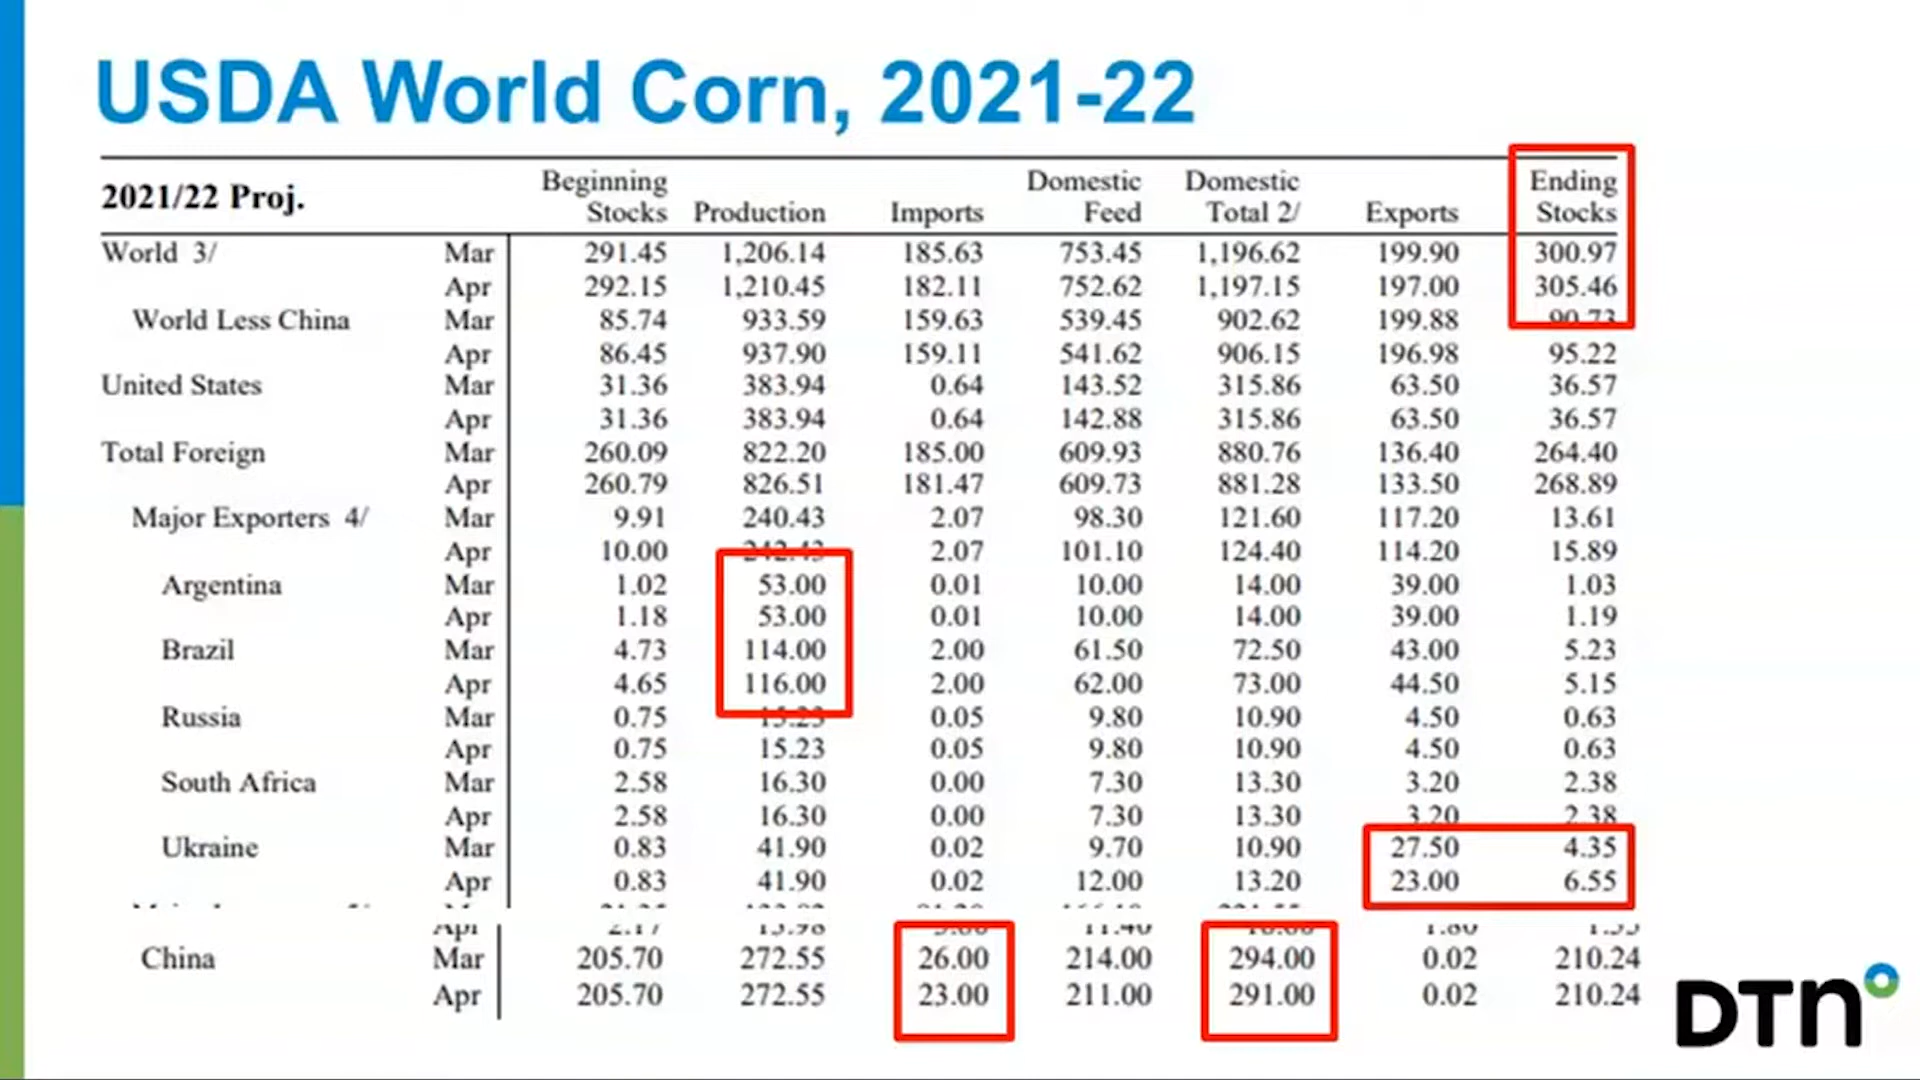 USDA World Corn, 2021-22
2021/22 Proj. Beginning Stocks Production Imports Domestic Feed Domestic Total 2/ Exports Ending Stocks
World 3/ Mar 291.45 1,206.14 185.63 753.45 1,196.62 199.90 300.97
Apr 292.15 1,210.45 182.11 752.62 1,197.15 197.00 305.46
World Less China Mar 85.74 933.59 159.63 539.45 902.62 199.88 90.73
Apr 86.45 937.90 159.11 541.62 906.15 196.98 95.22
United States Mar 31.36 383.94 0.64 143.52 315.86 63.50 36.57
Apr 31.36 383.94 0.64 142.88 315.86 63.50 36.57
Total Foreign Mar 260.09 822.20 185.00 609.93 880.76 136.40 264.40
Apr 260.79 826.51 181.47 609.73 881.28 133.50 268.89
Major Exporters 4/ Mar 9.91 240.43 2.07 98.30 121.60 117.20 13.61
Apr 10.00 242.43 2.07 101.10 124.40 114.20 15.89
Argentina Mar 1.02 53.00 0.01 10.00 14.00 39.00 1.03
Apr 1.18 53.00 0.01 10.00 14.00 39.00 1.19
Brazil Mar 4.73 114.00 2.00 61.50 72.50 43.00 5.23
Apr 4.65 116.00 2.00 62.00 73.00 44.50 5.15
Russia Mar 0.75 15.23 0.05 9.80 10.90 4.50 0.63
Apr 0.75 15.23 0.05 9.80 10.90 4.50 0.63
South Africa Mar 2.58 16.30 0.00 7.30 13.30 3.20 2.38
Apr 2.58 16.30 0.00 7.30 13.30 3.20 2.38
Ukraine Mar 0.83 41.90 0.02 9.70 10.90 27.50 4.35
Apr 0.83 41.90 0.02 12.00 13.20 23.00 6.55
China Mar 205.70 272.55 26.00 214.00 294.00 0.02 210.24
Apr 205.70 272.55 23.00 211.00 291.00 0.02 210.24
DTN